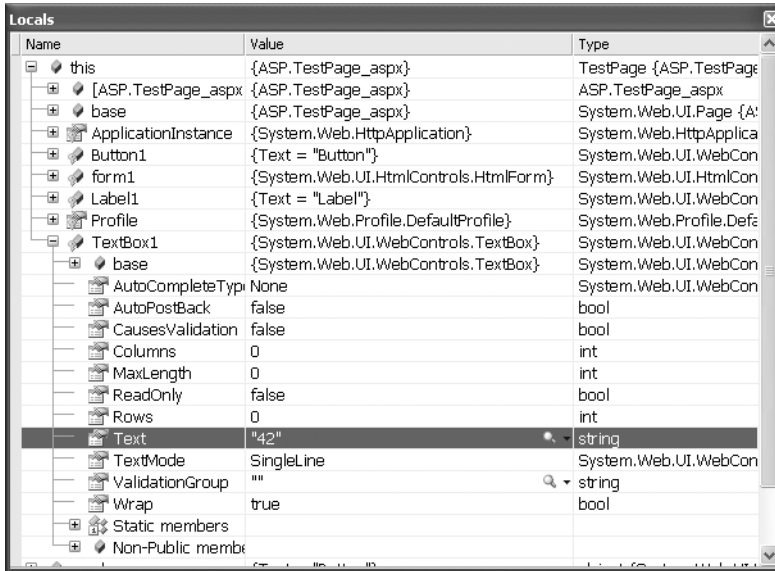 Locals
Name Value Type
this {ASP.TestPage_aspx} TestPage {ASP.TestPage
[ASP.TestPage_aspx {ASP.TestPage_aspx} ASP.TestPage_aspx
base {ASP.TestPage_aspx} System.Web.UI.Page {A
ApplicationInstance {System.Web.HttpApplication} System.Web.HttpApplica
Button1 {Text = "Button"} System.Web.UI.WebCon
form1 {System.Web.UI.HtmlControls.HtmlForm} System.Web.UI.HtmlCon
Label1 {Text = "Label"} System.Web.UI.WebCon
Profile {System.Web.Profile.DefaultProfile} System.Web.Profile.Defa
TextBox1 {System.Web.UI.WebControls.TextBox} System.Web.UI.WebCon
base {System.Web.UI.WebControls.TextBox} System.Web.UI.WebCon
AutoCompleteTyp None System.Web.UI.WebCon
AutoPostBack false bool
CausesValidation false bool
Columns 0 int
MaxLength 0 int
ReadOnly false bool
Rows 0 int
Text "42" string
TextMode SingleLine System.Web.UI.WebCon
ValidationGroup "" string
Wrap true bool
Static members
Non-Public membe